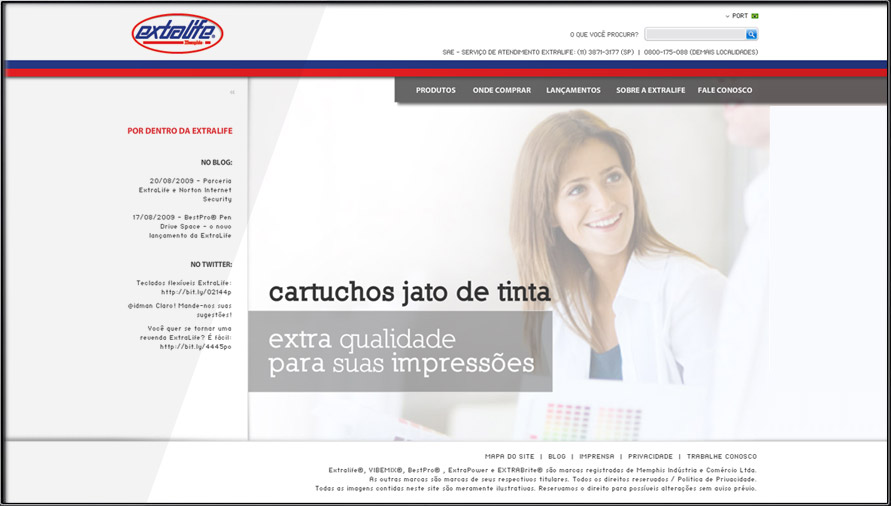 extralife®
Memphis
PORT
O QUE VOCÊ PROCURA?
SAE - SERVIÇO DE ATENDIMENTO EXTRALIFE: (11) 3871-3177 (SP) | 0800-175-088 (DEMAIS LOCALIDADES)
PRODUTOS ONDE COMPRAR LANÇAMENTOS SOBRE A EXTRALIFE FALE CONOSCO
POR DENTRO DA EXTRALIFE
NO BLOG:
20/08/2009 - Parceria
ExtraLife e Norton Internet
Security
17/08/2009 - BestPro® Pen
Drive Space - o novo
lançamento da ExtraLife
NO TWITTER:
Teclados flexíveis ExtraLife:
http://bit.ly/02144p
@idman Claro! Mande-nos suas
sugestões!
Você quer se tornar uma
revenda ExtraLife? É fácil:
http://bit.ly/4445po
cartuchos jato de tinta
extra qualidade
para suas impressões
MAPA DO SITE | BLOG | IMPRENSA | PRIVACIDADE | TRABALHE CONOSCO
Extralife®, VIBEMIX®, BestPro® , ExtraPower e EXTRABrite® são marcas registradas de Memphis Indústria e Comércio Ltda.
As outras marcas são marcas de seus respectivos titulares. Todos os direitos reservados / Política de Privacidade.
Todas as imagens contidas neste site são meramente ilustrativas. Reservamos o direito para possíveis alterações sem aviso prévio.